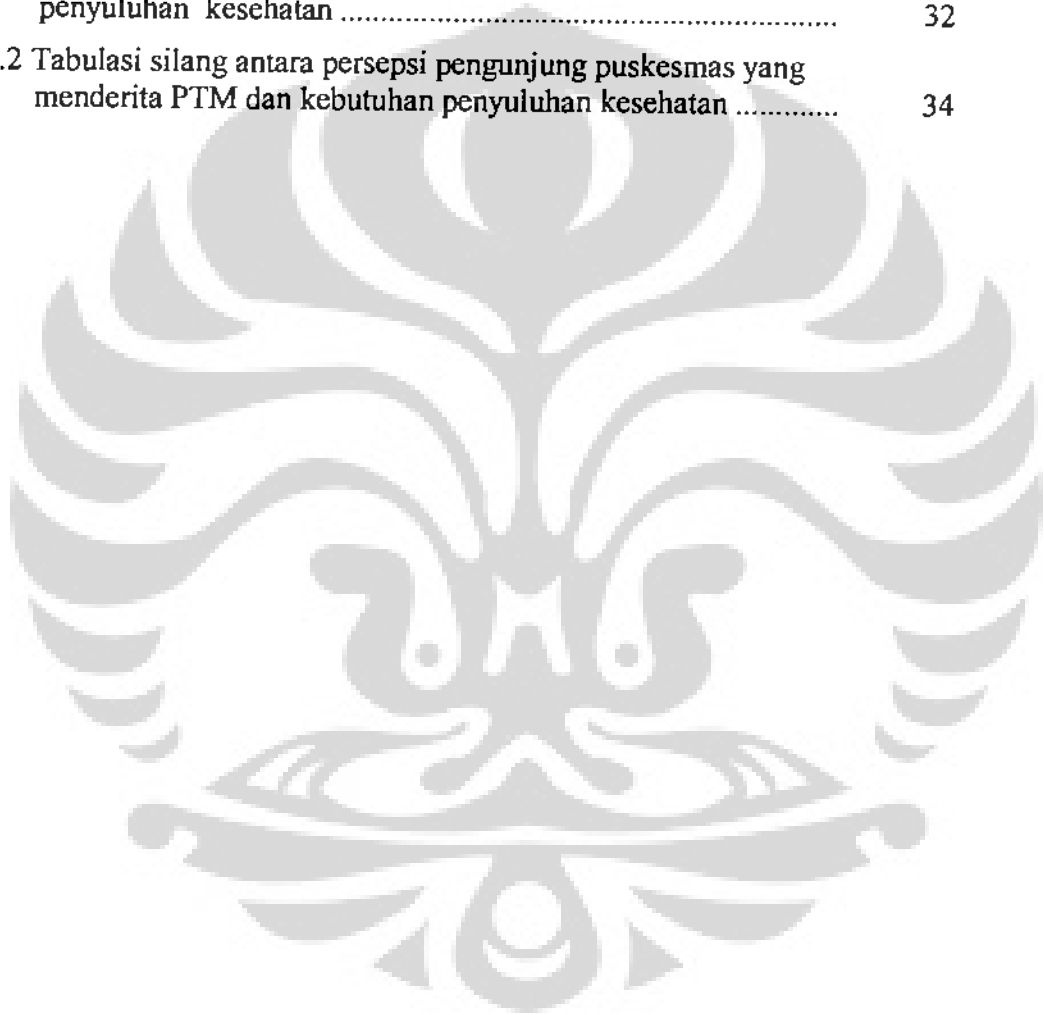 penyuluhan kesehatan ........................................................... 32
.2 Tabulasi silang antara persepsi pengunjung puskesmas yang
menderita PTM dan kebutuhan penyuluhan kesehatan ............. 34